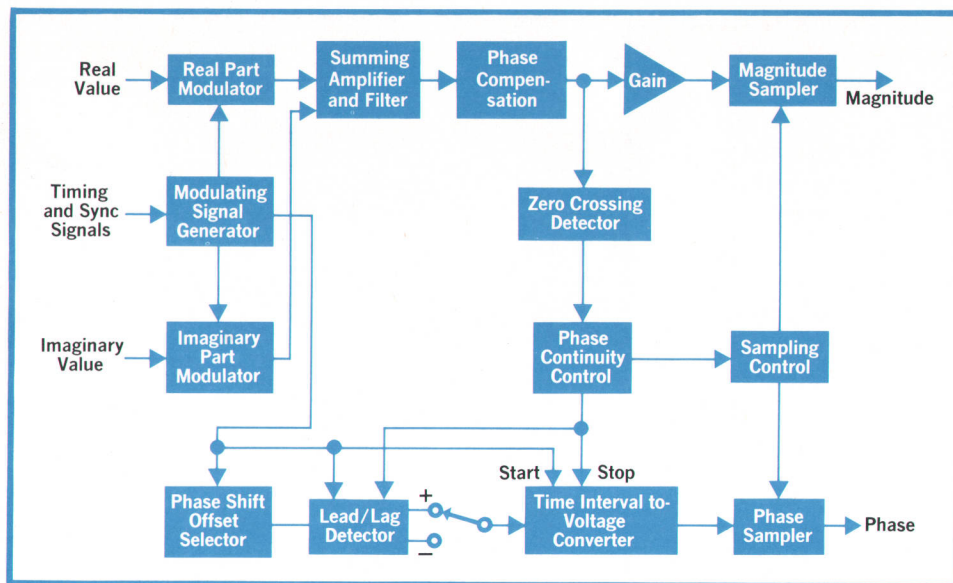 Real
Value
Real Part
Modulator
Summing
Amplifier
and Filter
Phase
Compen-
sation
Gain
Magnitude
Sampler
Magnitude
Timing
and Sync
Signals
Modulating
Signal
Generator
Zero Crossing
Detector
Imaginary
Value
Imaginary
Part
Modulator
Phase
Continuity
Control
Sampling
Control
Phase Shift
Offset
Selector
Lead/Lag
Detector
+
−
Start
Stop
Time Interval to-
Voltage
Converter
Phase
Sampler
Phase